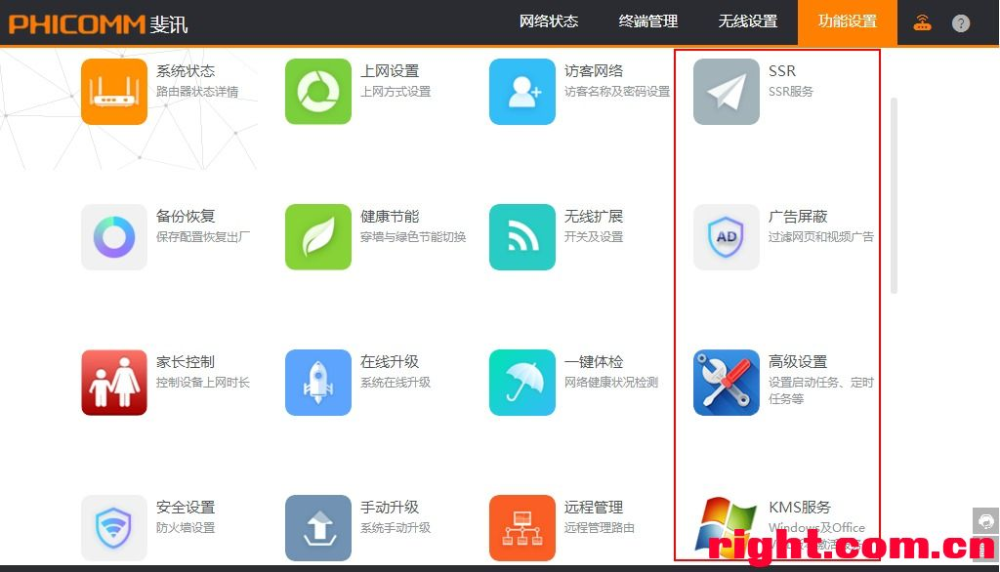 PHICOMM 斐讯 网络状态 终端管理 无线设置 功能设置 ?
系统状态
路由器状态详情
上网设置
上网方式设置
访客网络
访客名称及密码设置
SSR
SSR服务
备份恢复
保存配置恢复出厂
健康节能
穿墙与绿色节能切换
无线扩展
开关及设置
AD
广告屏蔽
过滤网页和视频广告
家长控制
控制设备上网时长
在线升级
系统在线升级
一键体检
网络健康状况检测
高级设置
设置启动任务、定时
任务等
安全设置
防火墙设置
手动升级
系统手动升级
远程管理
远程管理路由
KMS服务
Windows及Office
right.com.cn